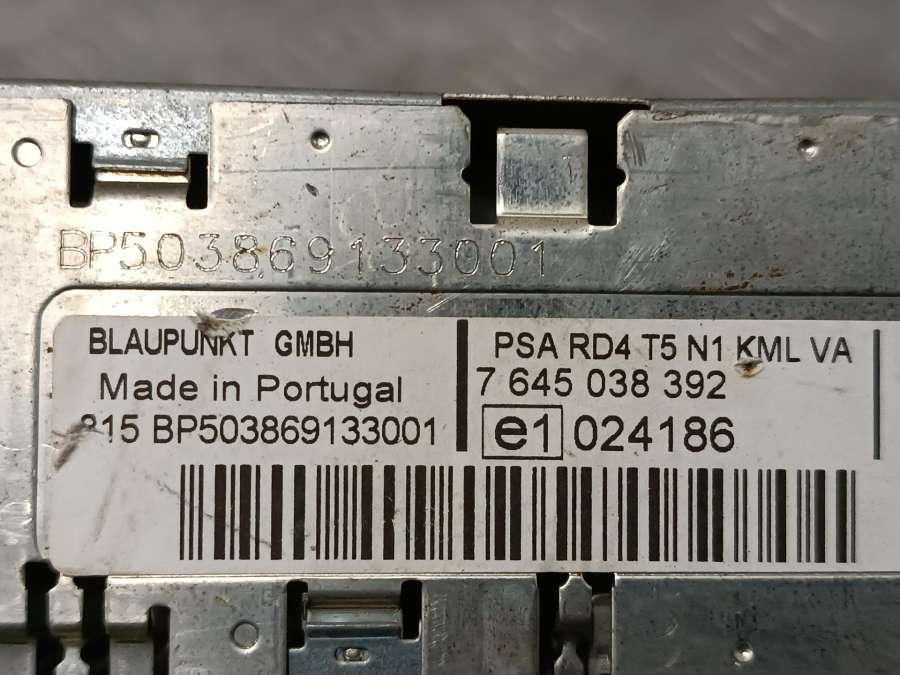 BP503869133001
BLAUPUNKT GMBH
Made in Portugal
815 BP503869133001
PSA RD4 T5 N1 KML VA
7 645 038 392
e1 024186